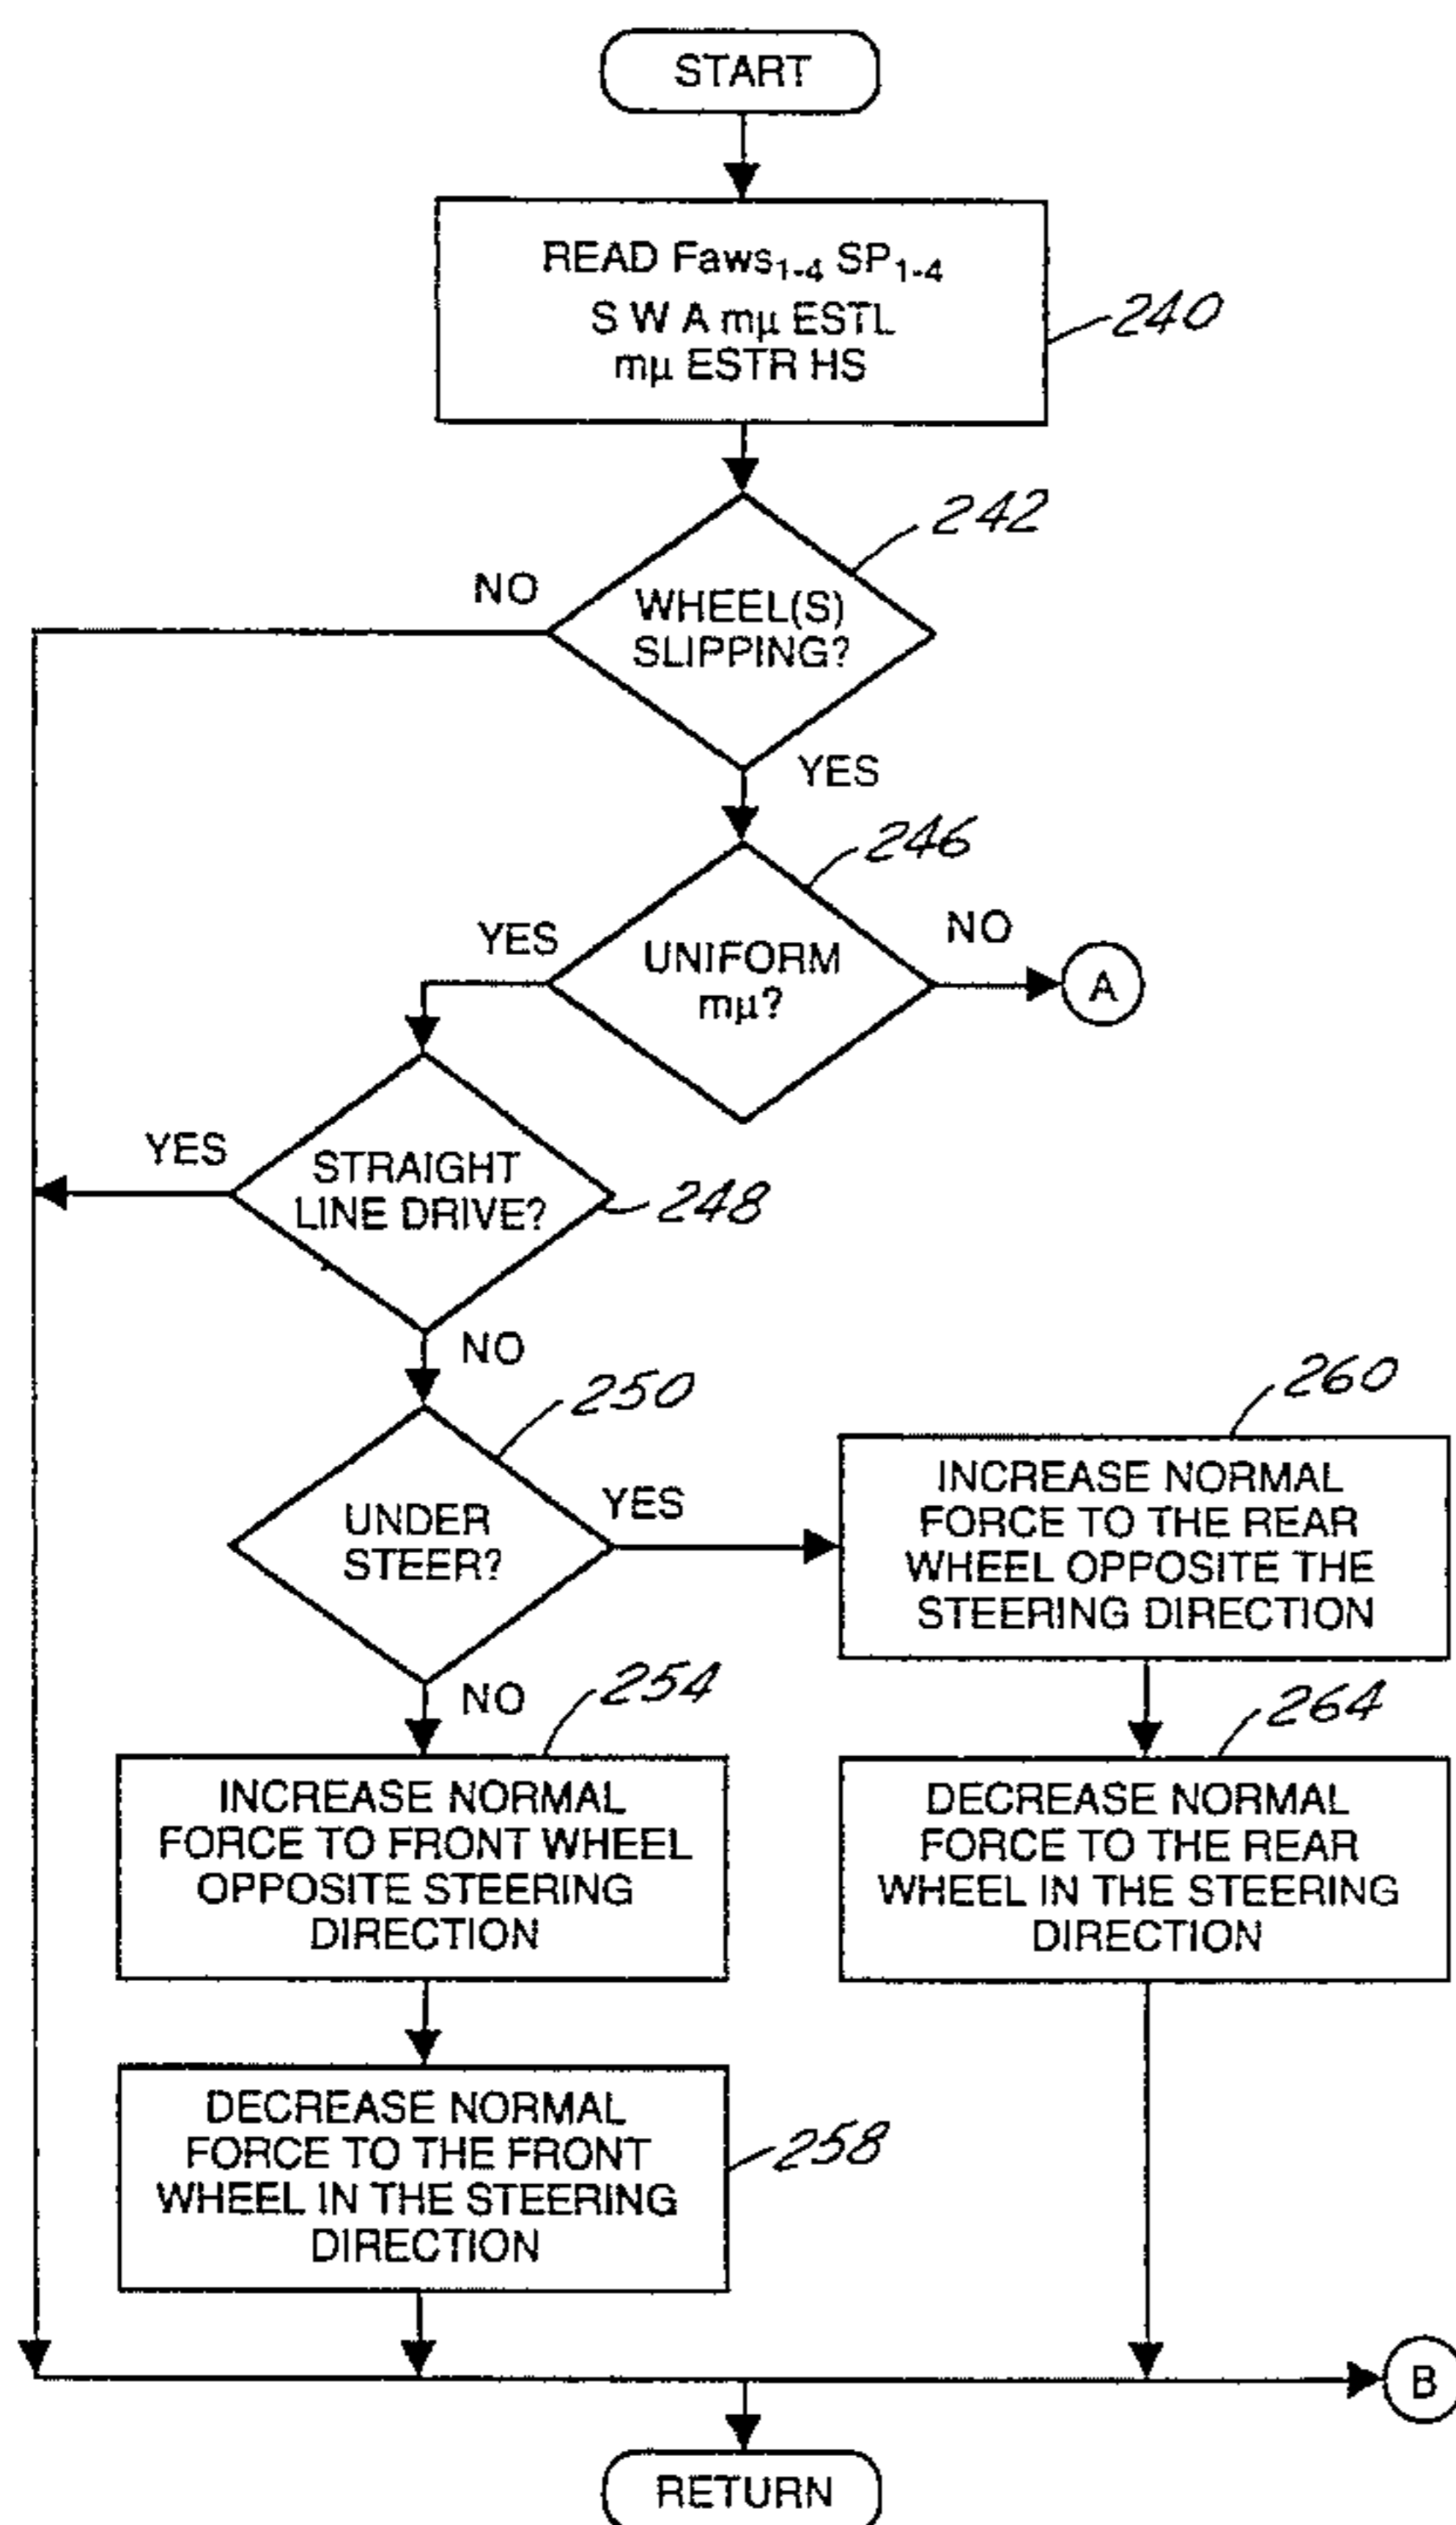 START
READ Faws1-4 SP1-4
S W A mµ ESTL
mµ ESTR HS
240
242
NO
WHEEL(S)
SLIPPING?
YES
246
YES
UNIFORM
mµ?
NO
A
YES
STRAIGHT
LINE DRIVE?
248
NO
250
UNDER
STEER?
YES
260
INCREASE NORMAL
FORCE TO THE REAR
WHEEL OPPOSITE THE
STEERING DIRECTION
NO
254
INCREASE NORMAL
FORCE TO FRONT WHEEL
OPPOSITE STEERING
DIRECTION
264
DECREASE NORMAL
FORCE TO THE REAR
WHEEL IN THE STEERING
DIRECTION
DECREASE NORMAL
FORCE TO THE FRONT
WHEEL IN THE STEERING
DIRECTION
258
B
RETURN